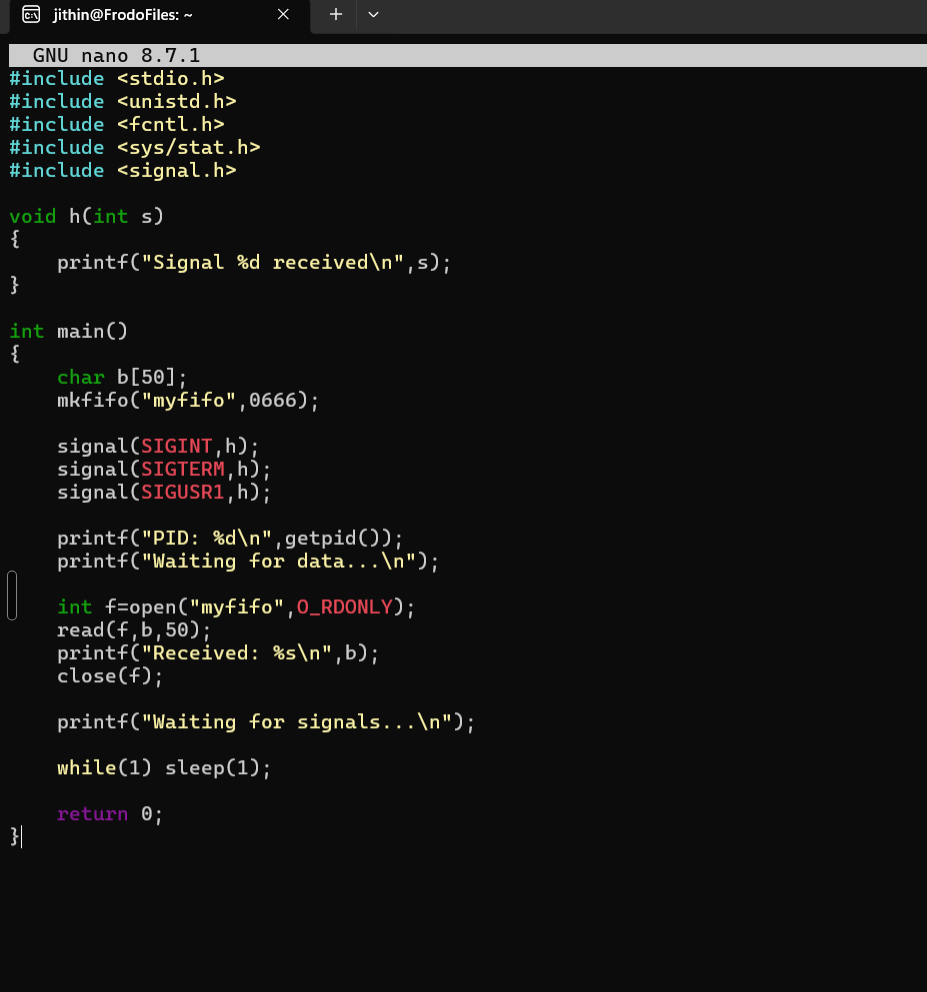 jithin@FrodoFiles: ~
GNU nano 8.7.1
#include <stdio.h>
#include <unistd.h>
#include <fcntl.h>
#include <sys/stat.h>
#include <signal.h>

void h(int s)
{
    printf("Signal %d received\n",s);
}

int main()
{
    char b[50];
    mkfifo("myfifo",0666);

    signal(SIGINT,h);
    signal(SIGTERM,h);
    signal(SIGUSR1,h);

    printf("PID: %d\n",getpid());
    printf("Waiting for data...\n");

    int f=open("myfifo",O_RDONLY);
    read(f,b,50);
    printf("Received: %s\n",b);
    close(f);

    printf("Waiting for signals...\n");

    while(1) sleep(1);

    return 0;
}